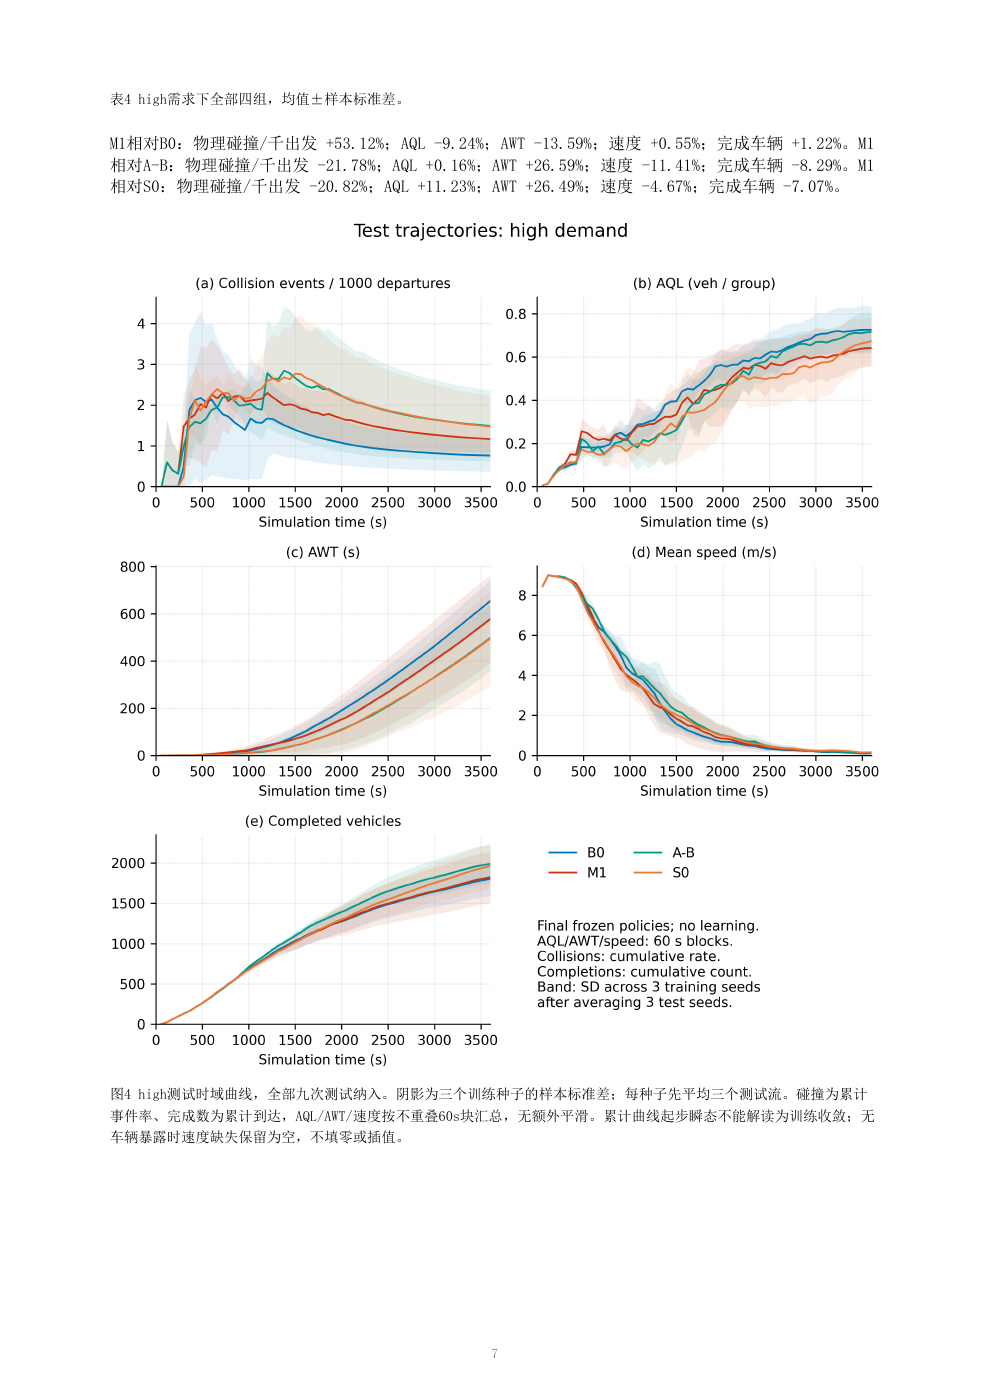 表4 high需求下全部四组，均值±样本标准差。
M1相对B0：物理碰撞/千出发 +53.12%；AQL -9.24%；AWT -13.59%；速度 +0.55%；完成车辆 +1.22%。M1
相对A-B：物理碰撞/千出发 -21.78%；AQL +0.16%；AWT +26.59%；速度 -11.41%；完成车辆 -8.29%。M1
相对S0：物理碰撞/千出发 -20.82%；AQL +11.23%；AWT +26.49%；速度 -4.67%；完成车辆 -7.07%。
Test trajectories: high demand
(a) Collision events / 1000 departures
4
3
2
1
0
0 500 1000 1500 2000 2500 3000 3500
Simulation time (s)
(b) AQL (veh / group)
0.8
0.6
0.4
0.2
0.0
0 500 1000 1500 2000 2500 3000 3500
Simulation time (s)
(c) AWT (s)
800
600
400
200
0
0 500 1000 1500 2000 2500 3000 3500
Simulation time (s)
(d) Mean speed (m/s)
8
6
4
2
0
0 500 1000 1500 2000 2500 3000 3500
Simulation time (s)
(e) Completed vehicles
2000
1500
1000
500
0
0 500 1000 1500 2000 2500 3000 3500
Simulation time (s)
B0 A-B
M1 S0
Final frozen policies; no learning.
AQL/AWT/speed: 60 s blocks.
Collisions: cumulative rate.
Completions: cumulative count.
Band: SD across 3 training seeds
after averaging 3 test seeds.
图4 high测试时域曲线，全部九次测试纳入。阴影为三个训练种子的样本标准差；每种子先平均三个测试流。碰撞为累计
事件率、完成数为累计到达，AQL/AWT/速度按不重叠60s块汇总，无额外平滑。累计曲线起步瞬态不能解读为训练收敛；无
车辆暴露时速度缺失保留为空，不填零或插值。
7